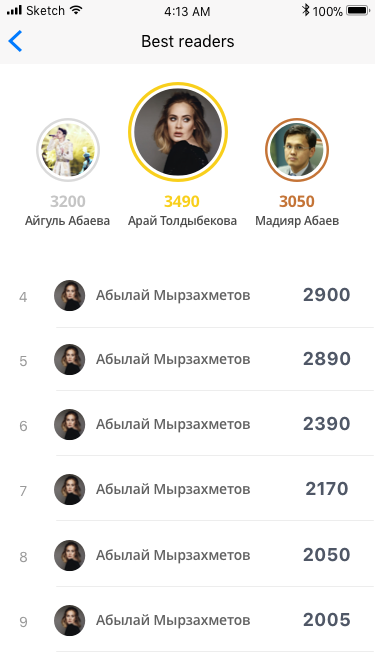 Sketch 4:13 AM 100%
Best readers
3200 3490 3050
Айгуль Абаева Арай Толдыбекова Мадияр Абаев
4 Абылай Мырзахметов 2900
5 Абылай Мырзахметов 2890
6 Абылай Мырзахметов 2390
7 Абылай Мырзахметов 2170
8 Абылай Мырзахметов 2050
9 Абылай Мырзахметов 2005